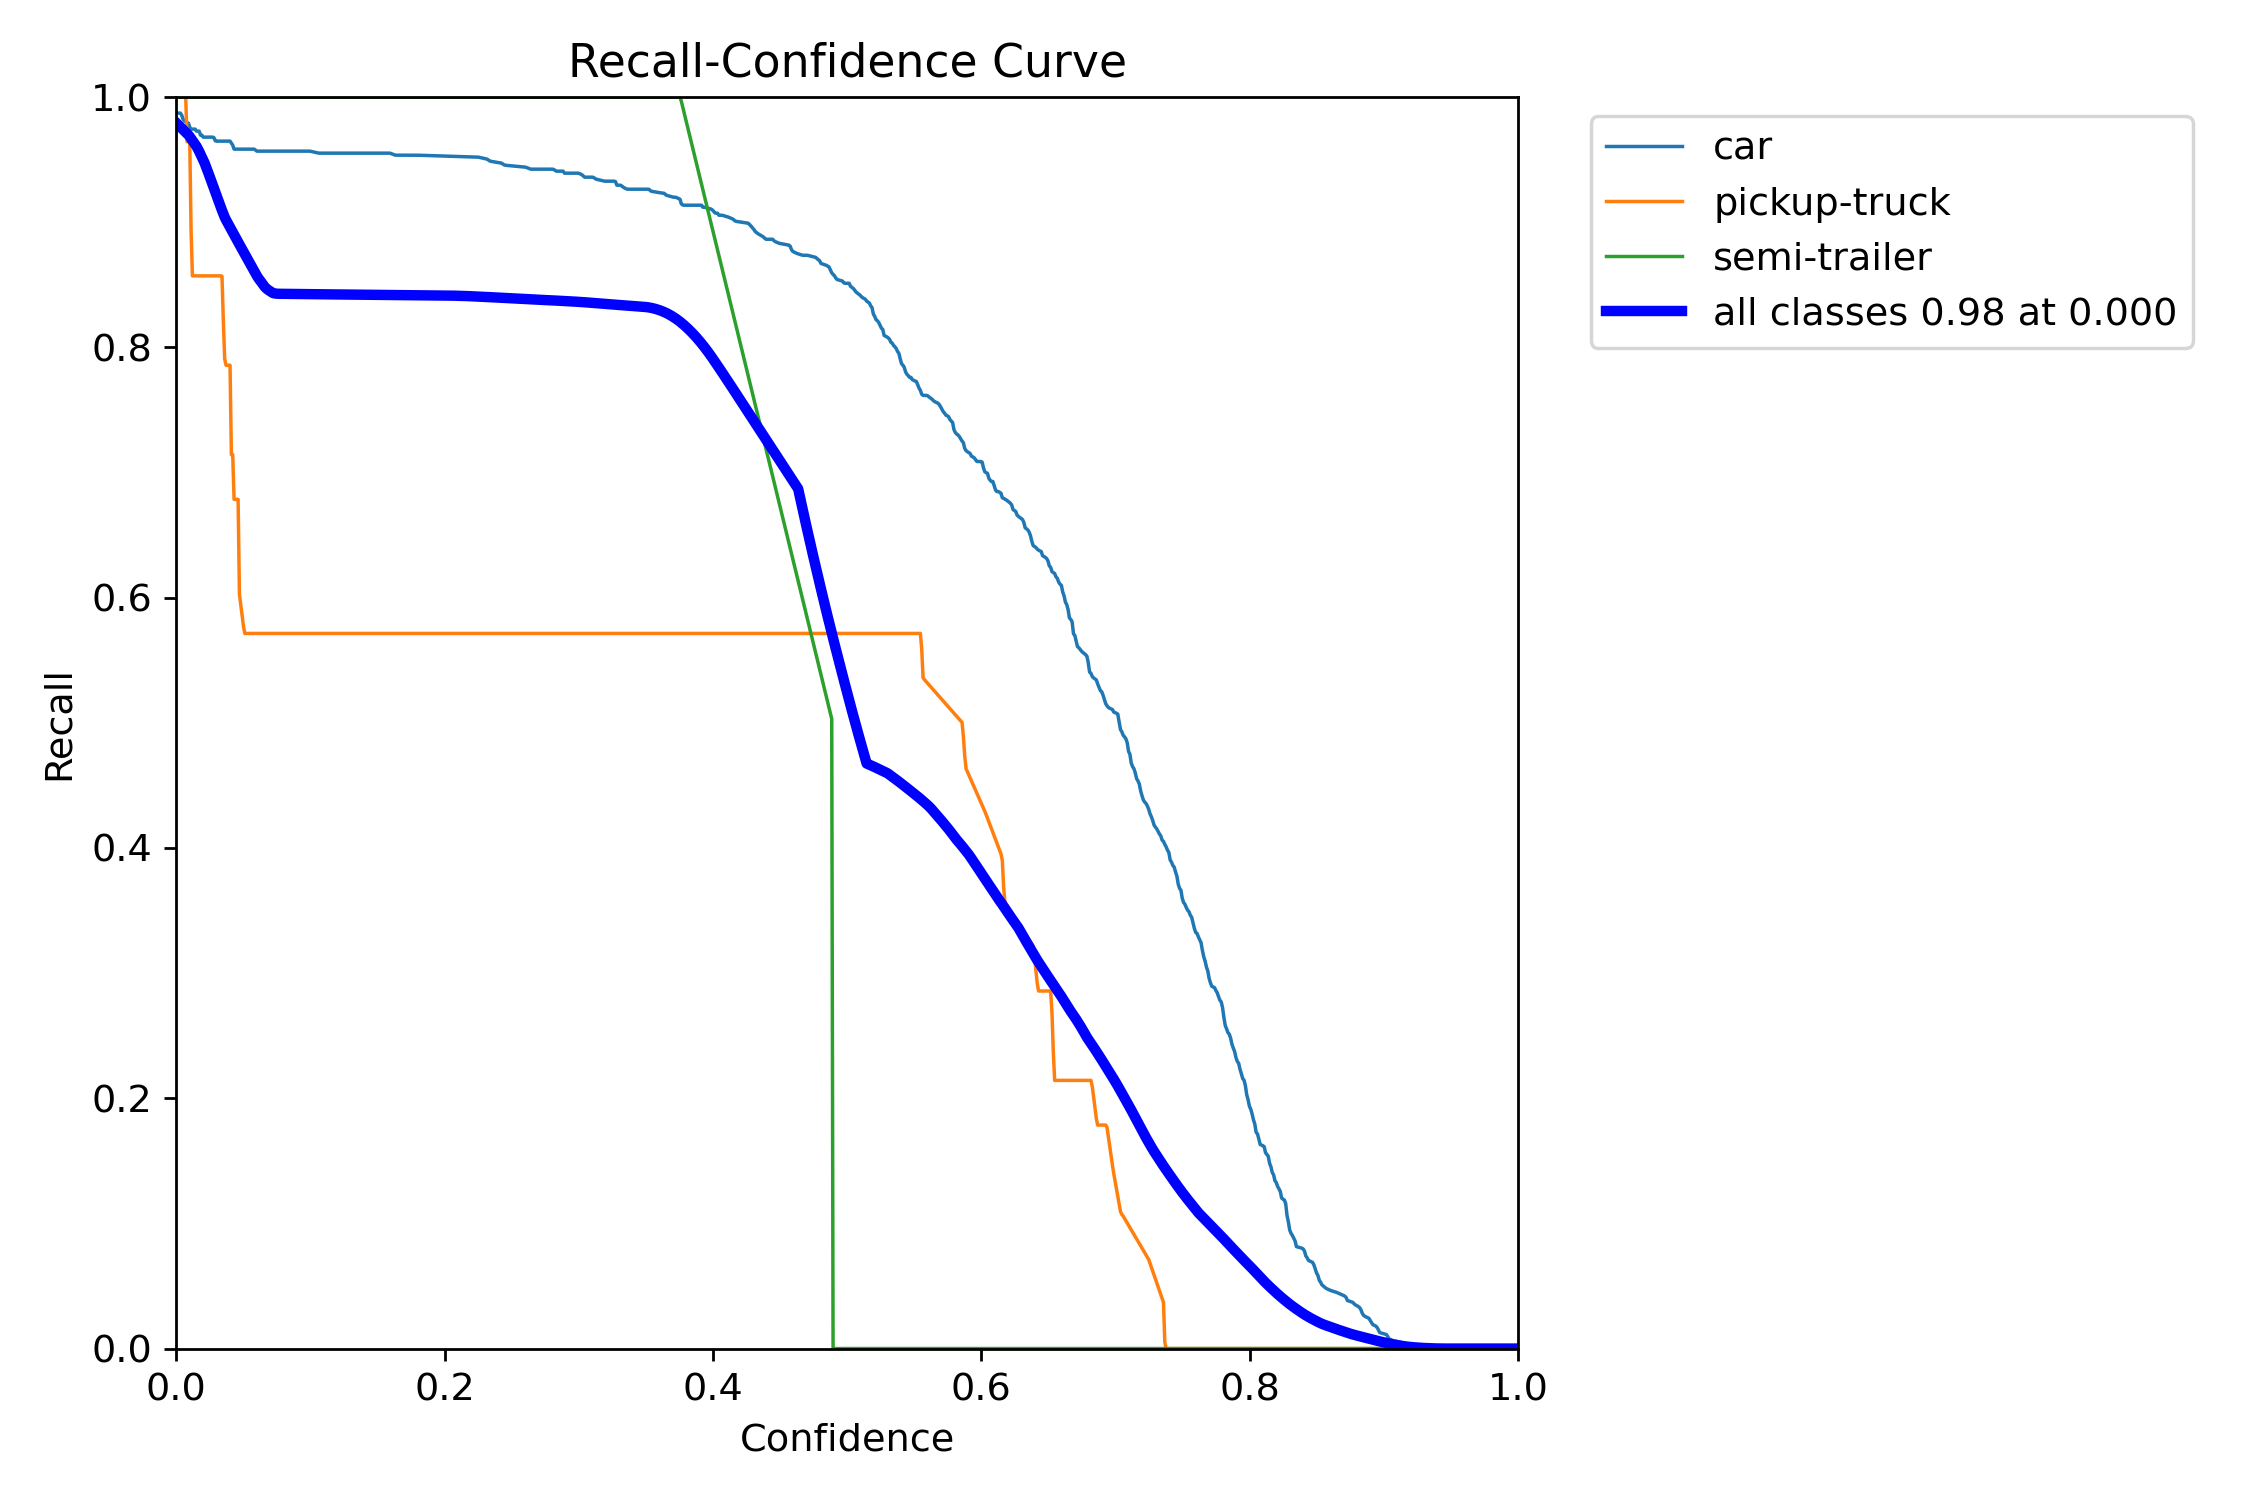 Recall-Confidence Curve
1.0
0.8
0.6
0.4
0.2
0.0
Recall
0.0 0.2 0.4 0.6 0.8 1.0
Confidence
car
pickup-truck
semi-trailer
all classes 0.98 at 0.000